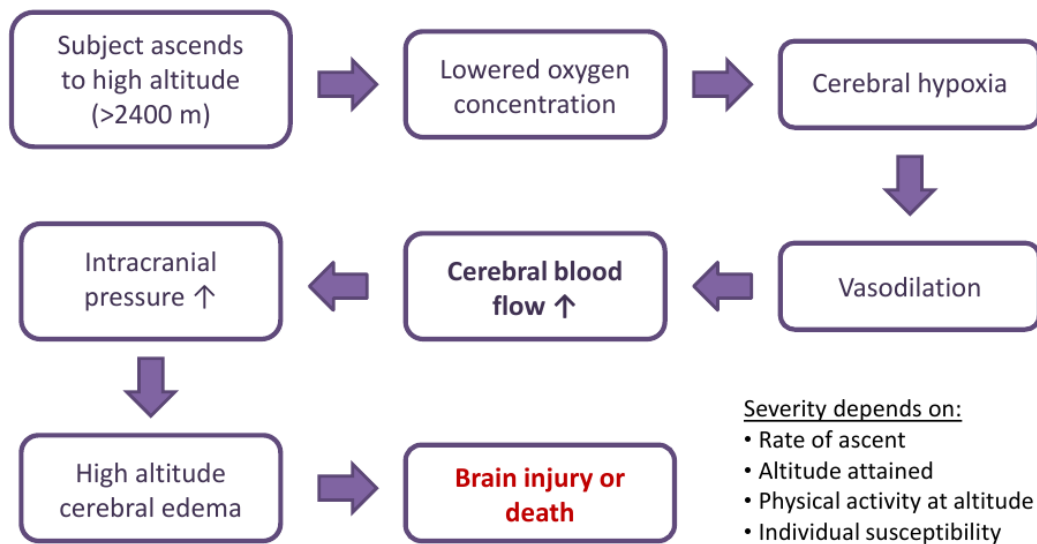 Subject ascends
to high altitude
(>2400 m)
Lowered oxygen
concentration
Cerebral hypoxia
Vasodilation
Cerebral blood
flow ↑
Intracranial
pressure ↑
High altitude
cerebral edema
Brain injury or
death
Severity depends on:
• Rate of ascent
• Altitude attained
• Physical activity at altitude
• Individual susceptibility